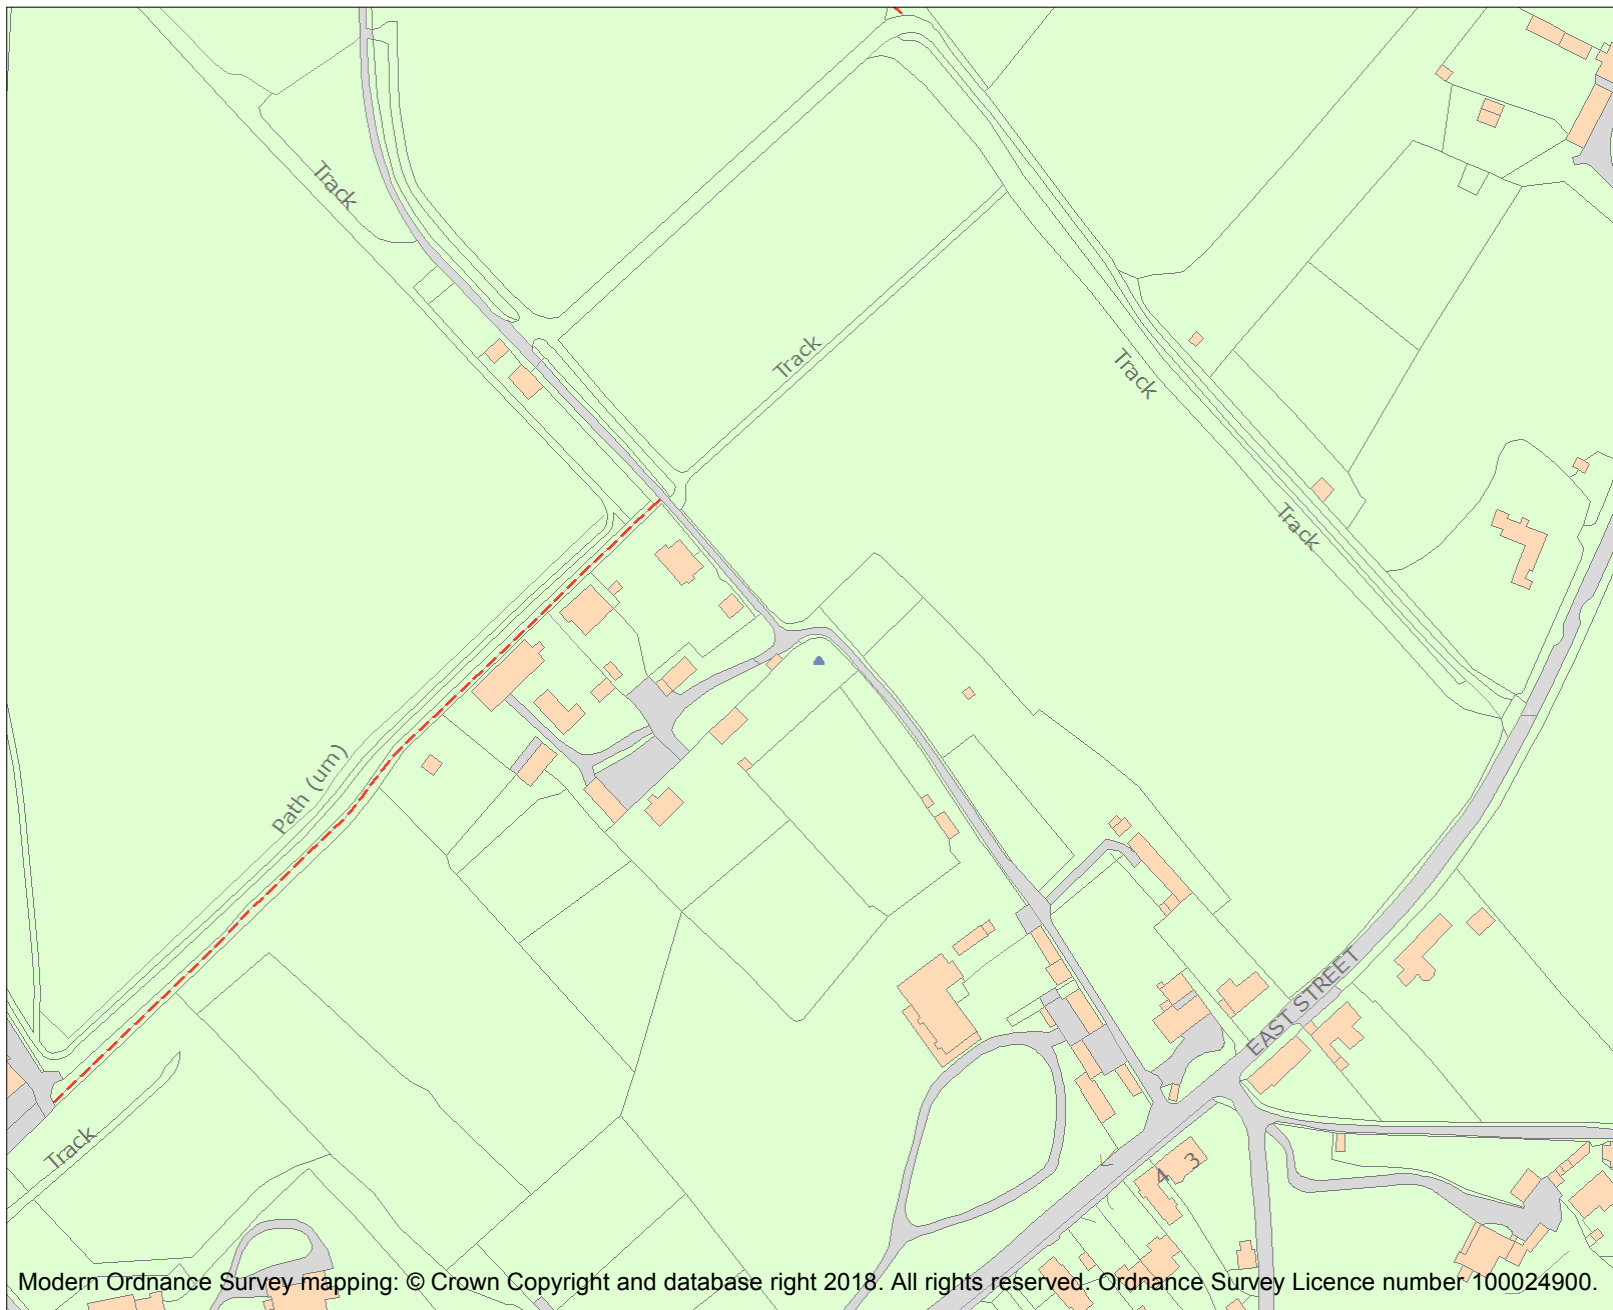 Track
Track
Track
Track
Path (um)
EAST STREET
Track
4
3
Modern Ordnance Survey mapping: © Crown Copyright and database right 2018. All rights reserved. Ordnance Survey Licence number 100024900.